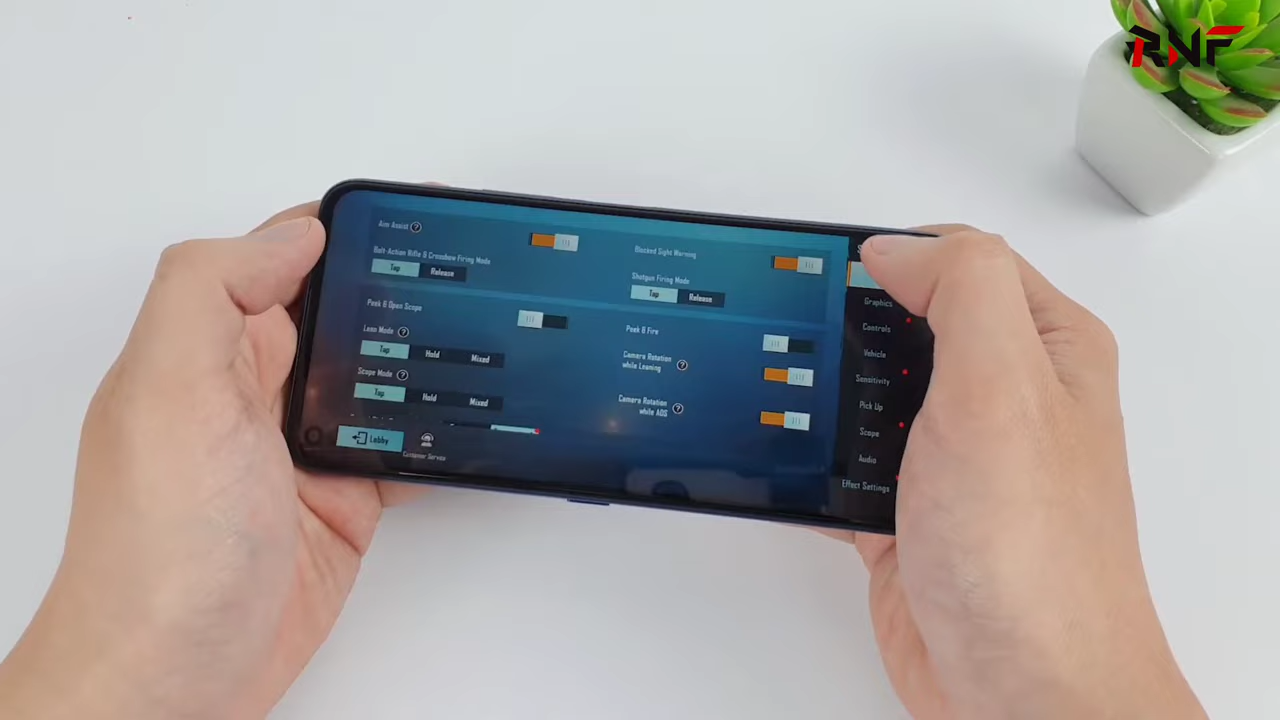 RNF
Aim Assist ?
Blocked Sight Warning
Bolt-Action Rifle & Crossbow Firing Mode
Tap Release
Shotgun Firing Mode
Tap Release
Peek & Open Scope
Peek & Fire
Lean Mode ?
Tap Hold Mixed
Camera Rotation
while Leaning ?
Scope Mode ?
Tap Hold Mixed
Camera Rotation
while ADS ?
Lobby
Customer Service
Graphics
Controls
Vehicle
Sensitivity
Pick Up
Scope
Audio
Effect Settings